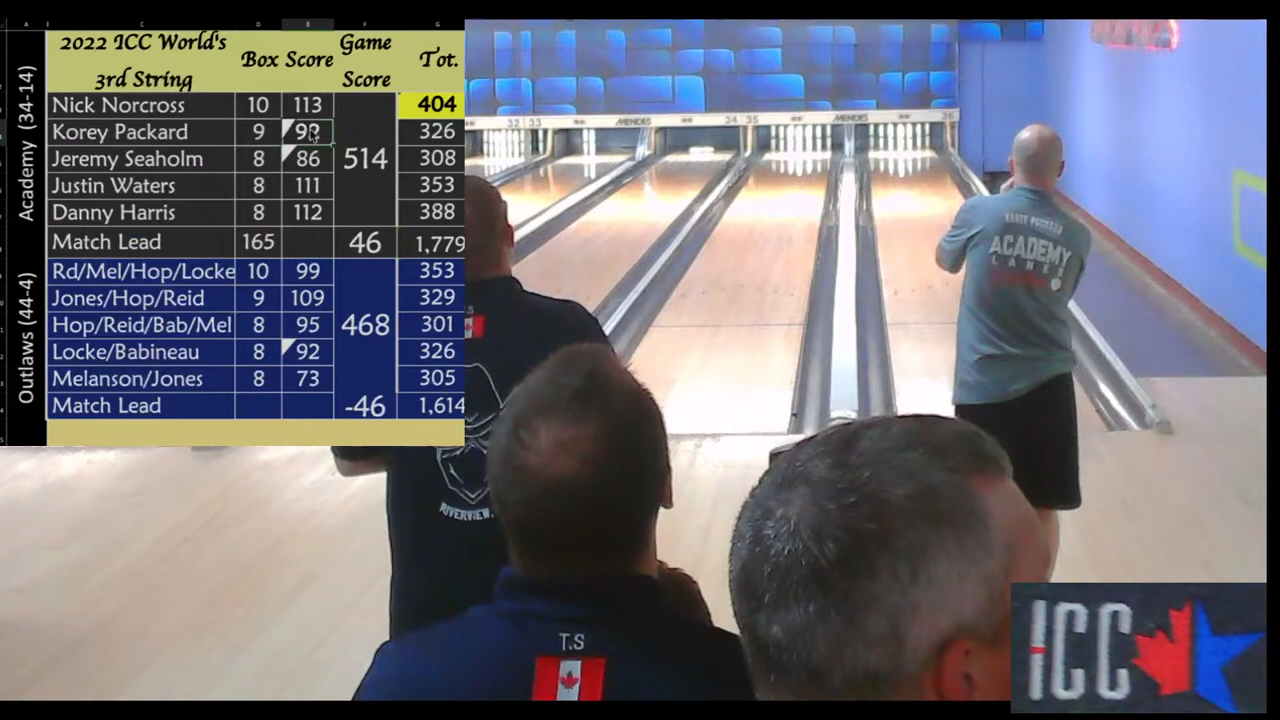 A
C
D
E
F
G
2022 ICC World's
3rd String
Box
Score
Game
Score
Tot.
Academy (34-14)
Nick Norcross 10 113 404
Korey Packard 9 326
Jeremy Seaholm 8 86 514 308
Justin Waters 8 111 353
Danny Harris 8 112 388
Match Lead 165 46 1,779
Outlaws (44-4)
Rd/Mel/Hop/Locke 10 99 353
Jones/Hop/Reid 9 109 329
Hop/Reid/Bab/Mel 8 95 468 301
Locke/Babineau 8 92 326
Melanson/Jones 8 73 305
Match Lead -46 1,614
32 33 MENDES 34 35 MENDES 36
KOREY PACKARD
ACADEMY
LANES
RIVERVIEW,
T.S
ICC